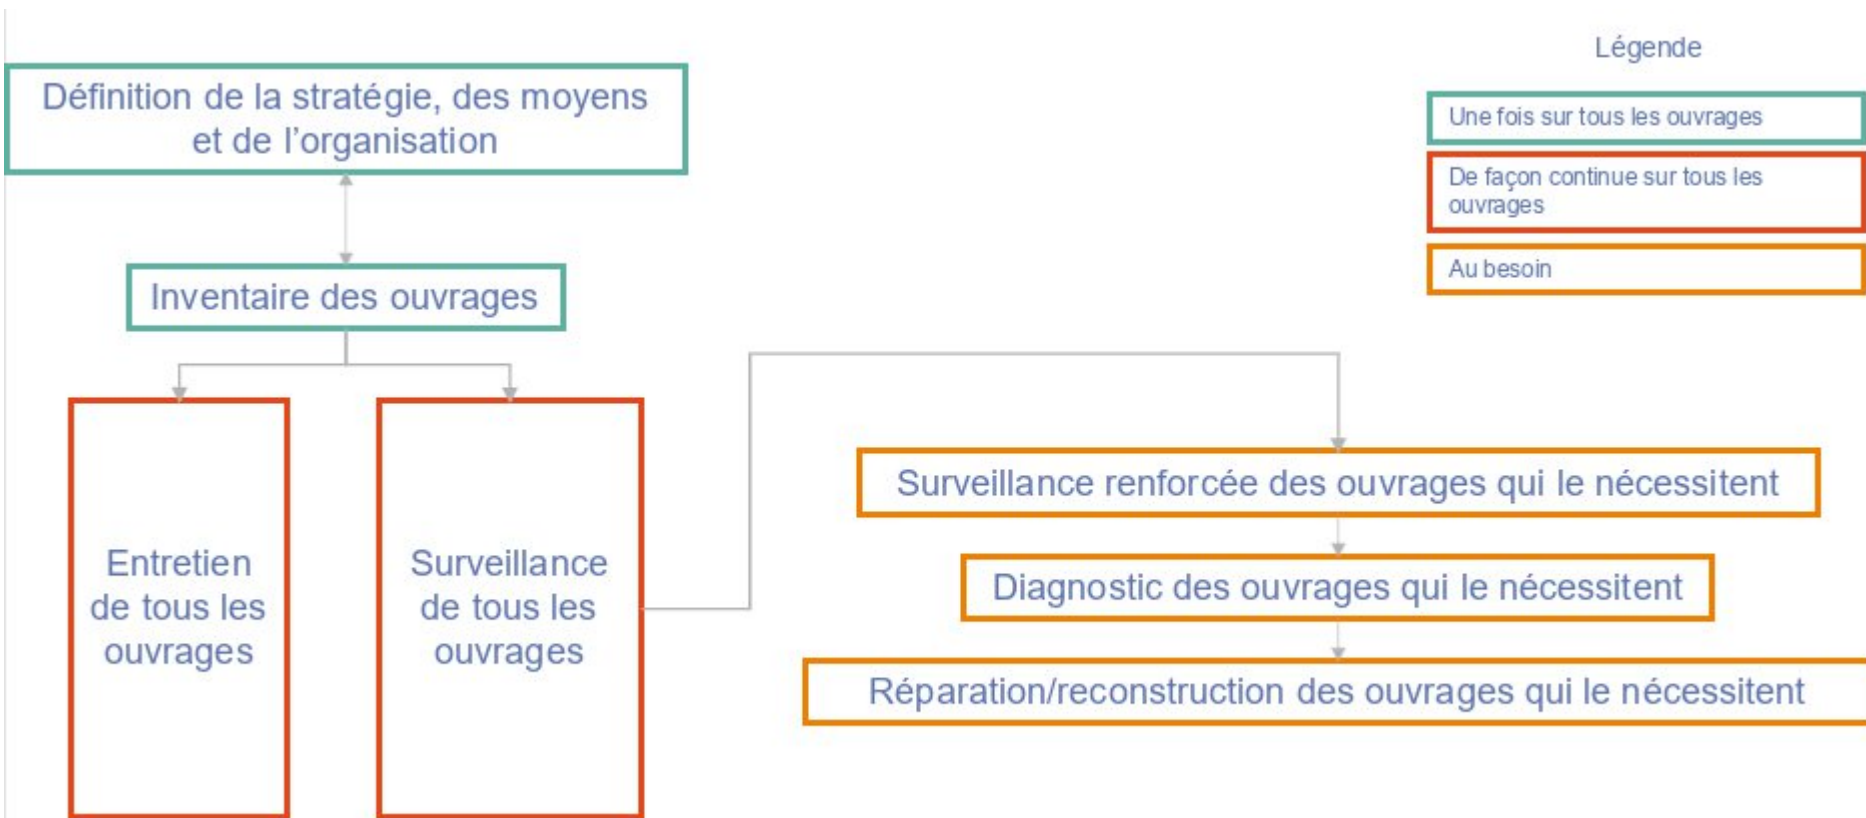 Définition de la stratégie, des moyens
et de l’organisation
Inventaire des ouvrages
Entretien
de tous les
ouvrages
Surveillance
de tous les
ouvrages
Surveillance renforcée des ouvrages qui le nécessitent
Diagnostic des ouvrages qui le nécessitent
Réparation/reconstruction des ouvrages qui le nécessitent
Légende
Une fois sur tous les ouvrages
De façon continue sur tous les
ouvrages
Au besoin